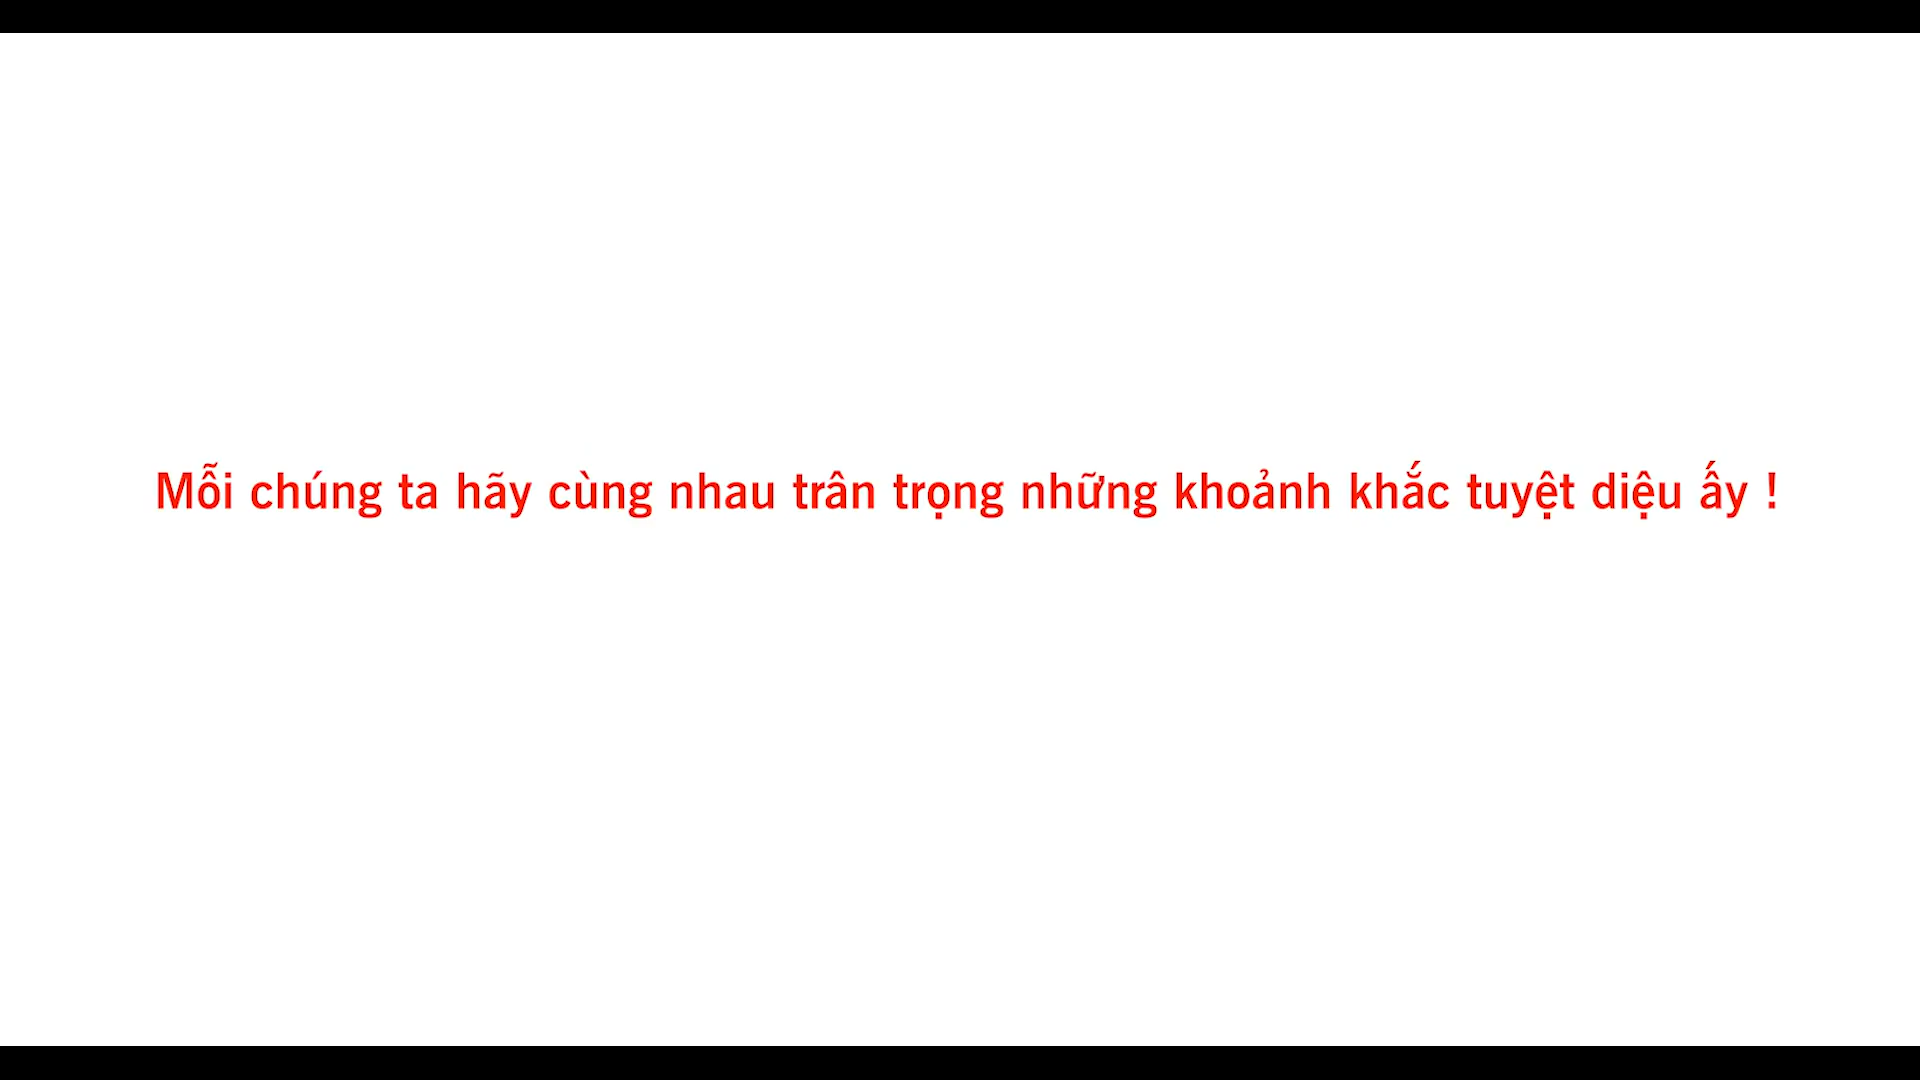 Mỗi chúng ta hãy cùng nhau trân trọng những khoảnh khắc tuyệt diệu ấy !